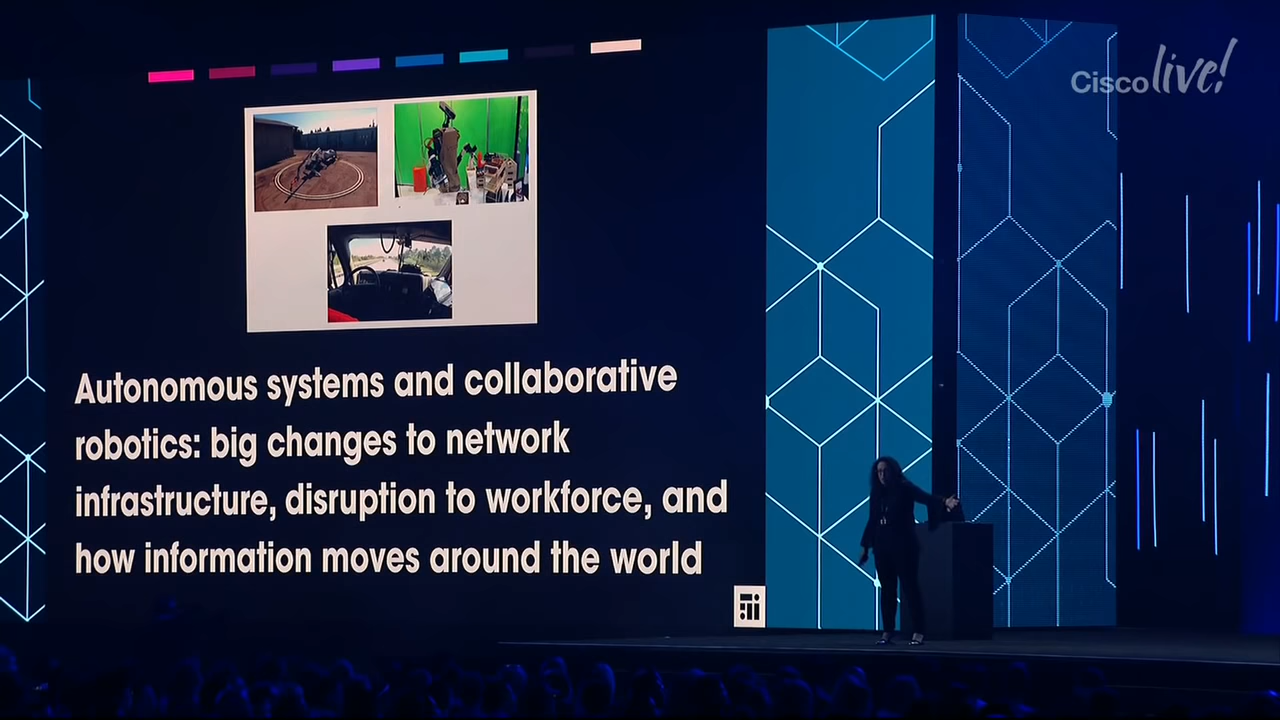 Cisco live!
Autonomous systems and collaborative
robotics: big changes to network
infrastructure, disruption to workforce, and
how information moves around the world